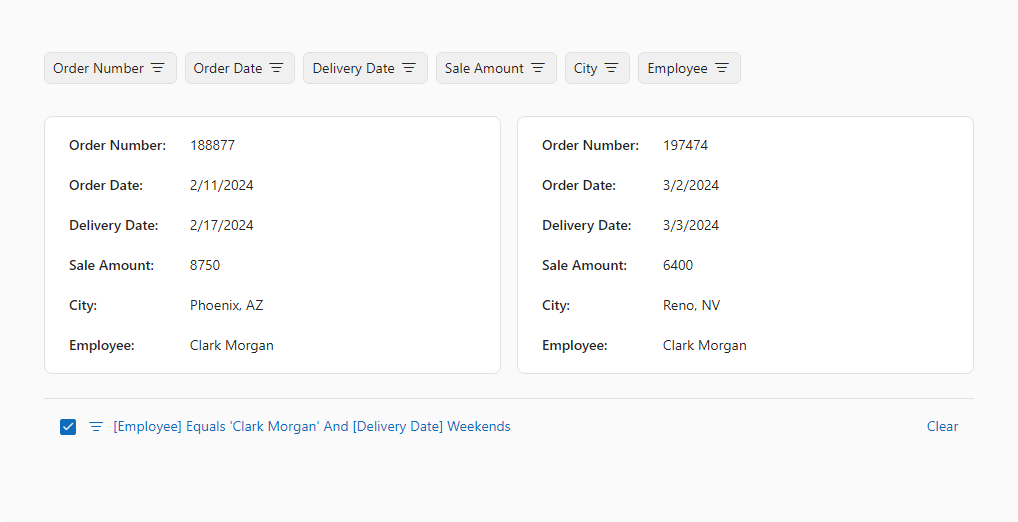 Order Number Order Date Delivery Date Sale Amount City Employee
Order Number: 188877
Order Date: 2/11/2024
Delivery Date: 2/17/2024
Sale Amount: 8750
City: Phoenix, AZ
Employee: Clark Morgan
Order Number: 197474
Order Date: 3/2/2024
Delivery Date: 3/3/2024
Sale Amount: 6400
City: Reno, NV
Employee: Clark Morgan
[Employee] Equals 'Clark Morgan' And [Delivery Date] Weekends Clear